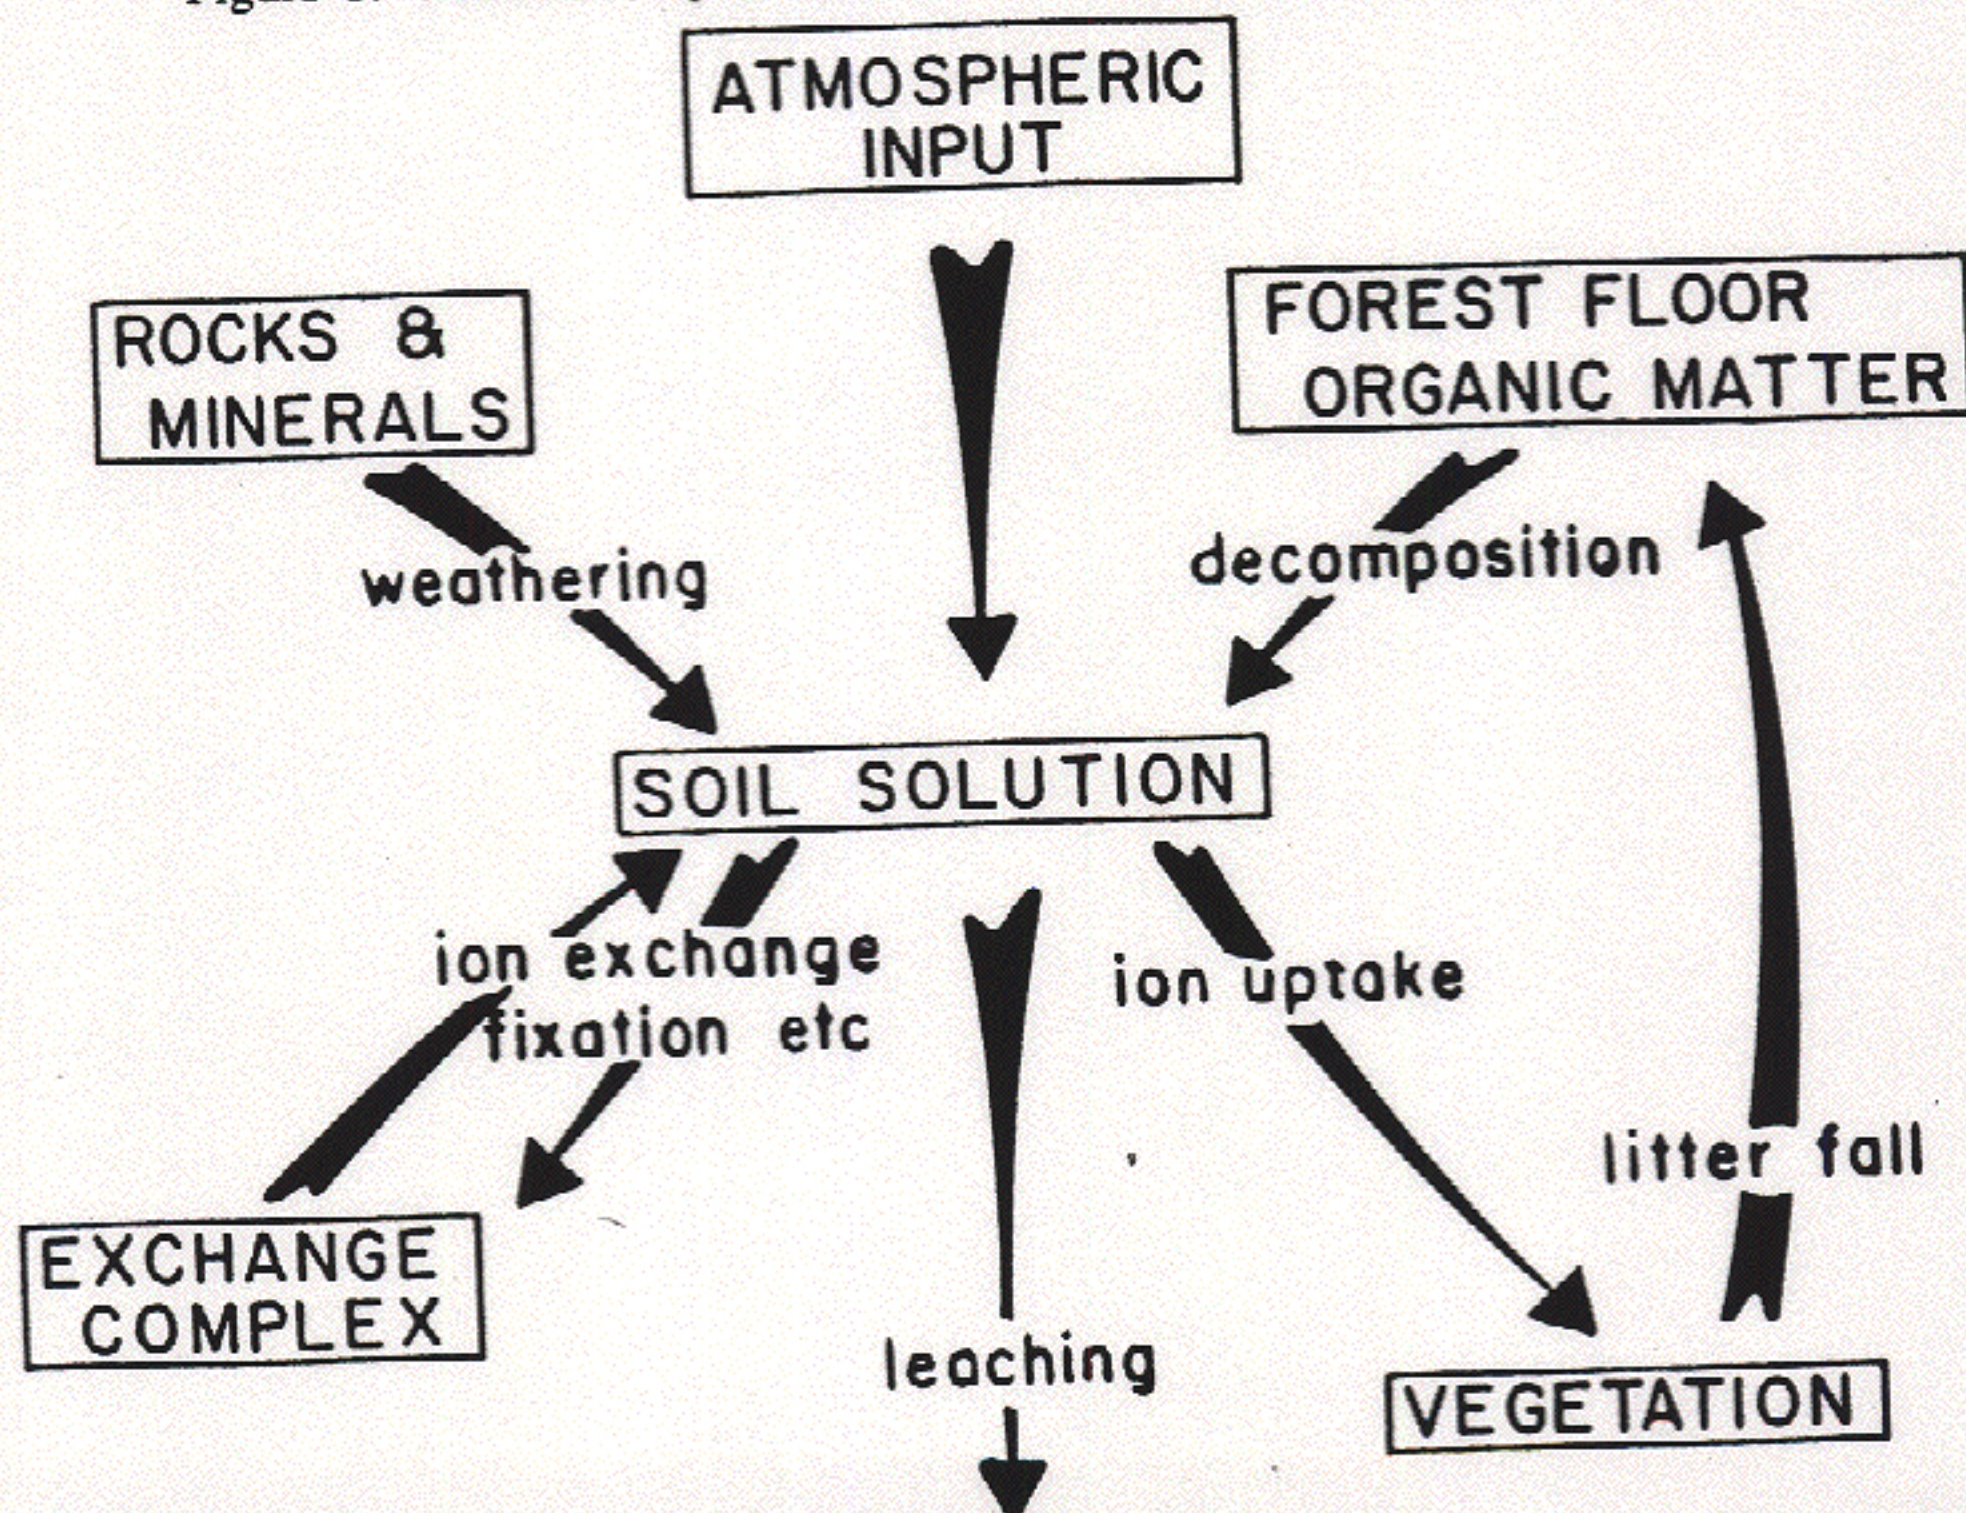 ATMOSPHERIC
INPUT
ROCKS &
MINERALS
FOREST FLOOR
ORGANIC MATTER
weathering
decomposition
SOIL SOLUTION
ion exchange
fixation etc
ion uptake
litter fall
EXCHANGE
COMPLEX
leaching
VEGETATION